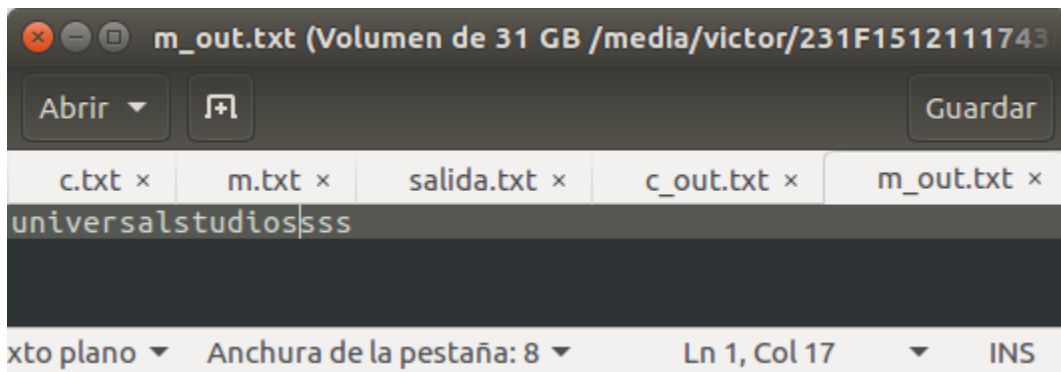 m_out.txt (Volumen de 31 GB /media/victor/231F1512111743
Abrir Guardar
c.txt × m.txt × salida.txt × c_out.txt × m_out.txt ×
universalstudiossss
xto plano Anchura de la pestaña: 8 Ln 1, Col 17 INS